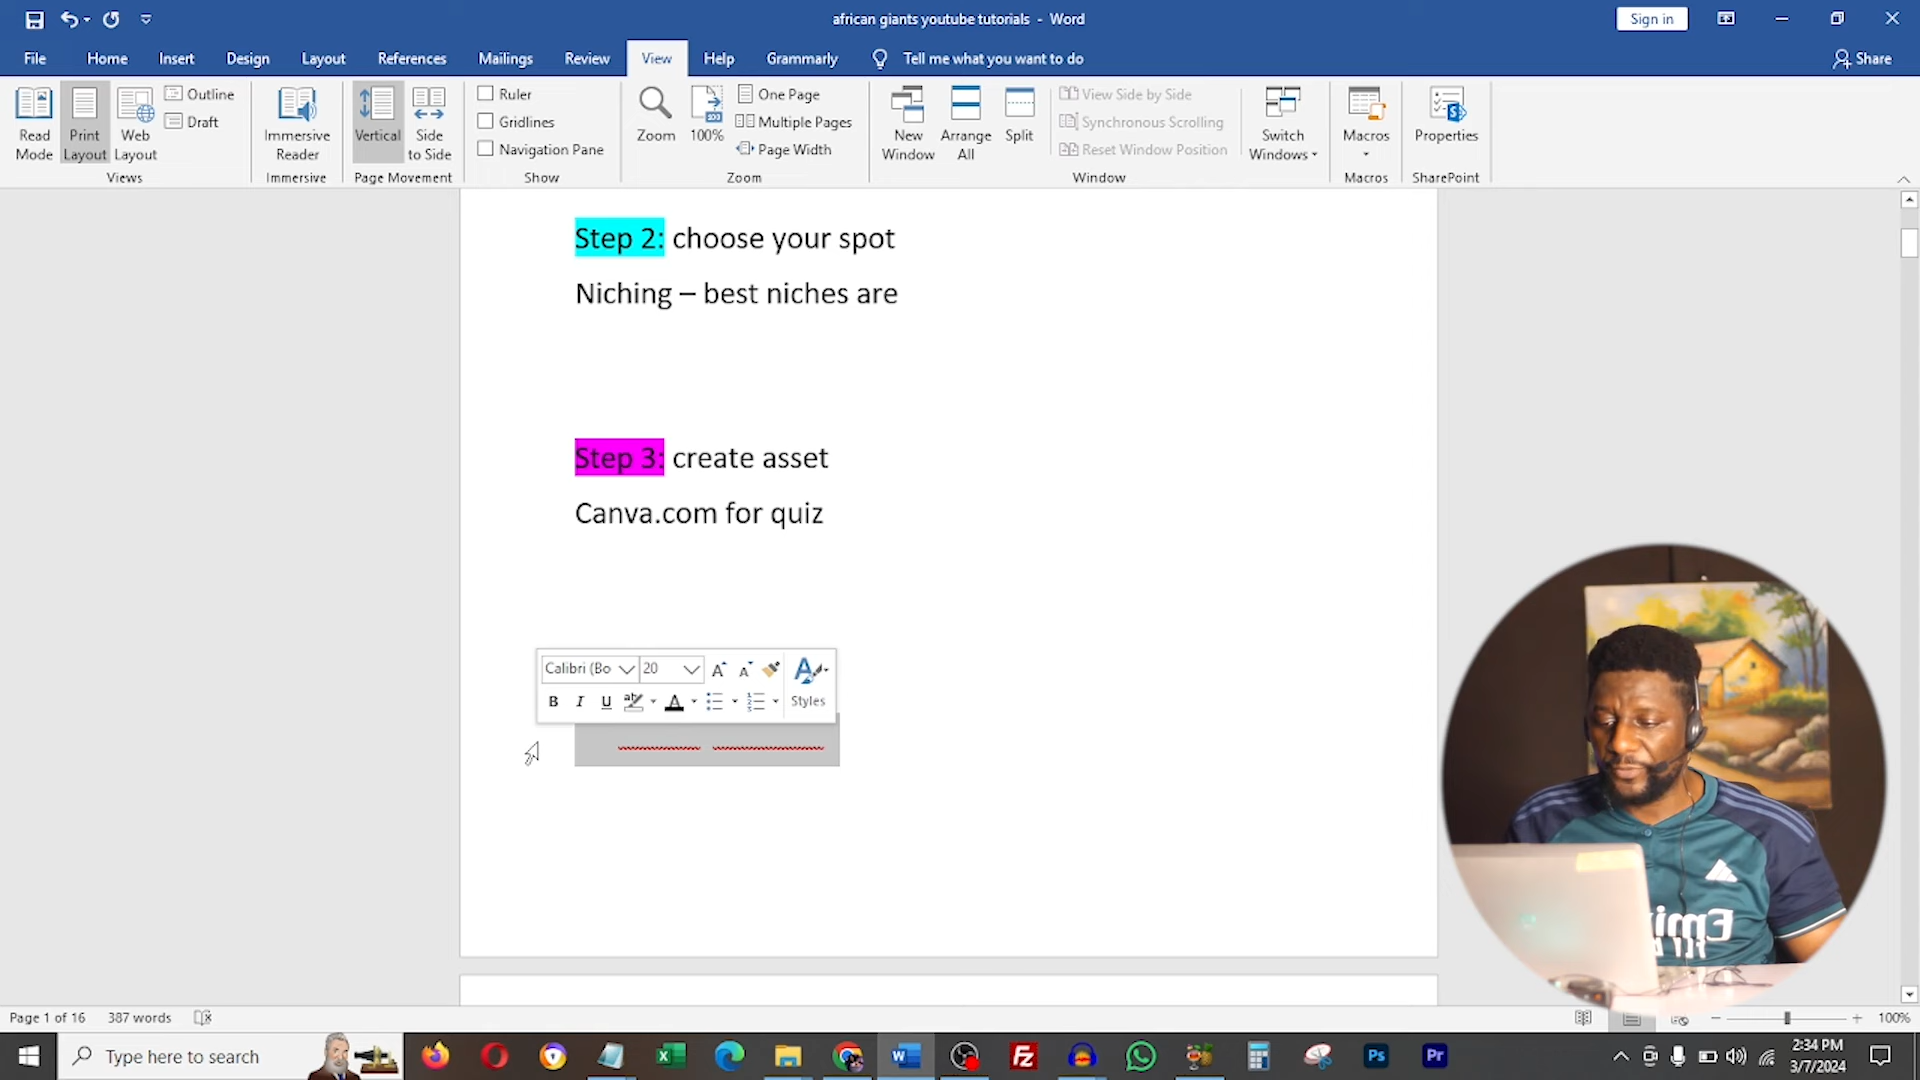 african giants youtube tutorials - Word
Sign in
File Home Insert Design Layout References Mailings Review View Help Grammarly Tell me what you want to do Share
Read Mode
Print Layout
Web Layout
Outline
Draft
Views
Immersive Reader
Immersive
Vertical
Side to Side
Page Movement
Ruler
Gridlines
Navigation Pane
Show
Zoom
100%
One Page
Multiple Pages
Page Width
Zoom
New Window
Arrange All
Split
View Side by Side
Synchronous Scrolling
Reset Window Position
Window
Switch Windows
Macros
Macros
Properties
SharePoint
Step 2: choose your spot
Niching – best niches are
Step 3: create asset
Canva.com for quiz
Calibri (Bo 20
B I U Styles
Page 1 of 16 387 words
100%
Type here to search
Fz
Ps
Pr
2:34 PM
3/7/2024